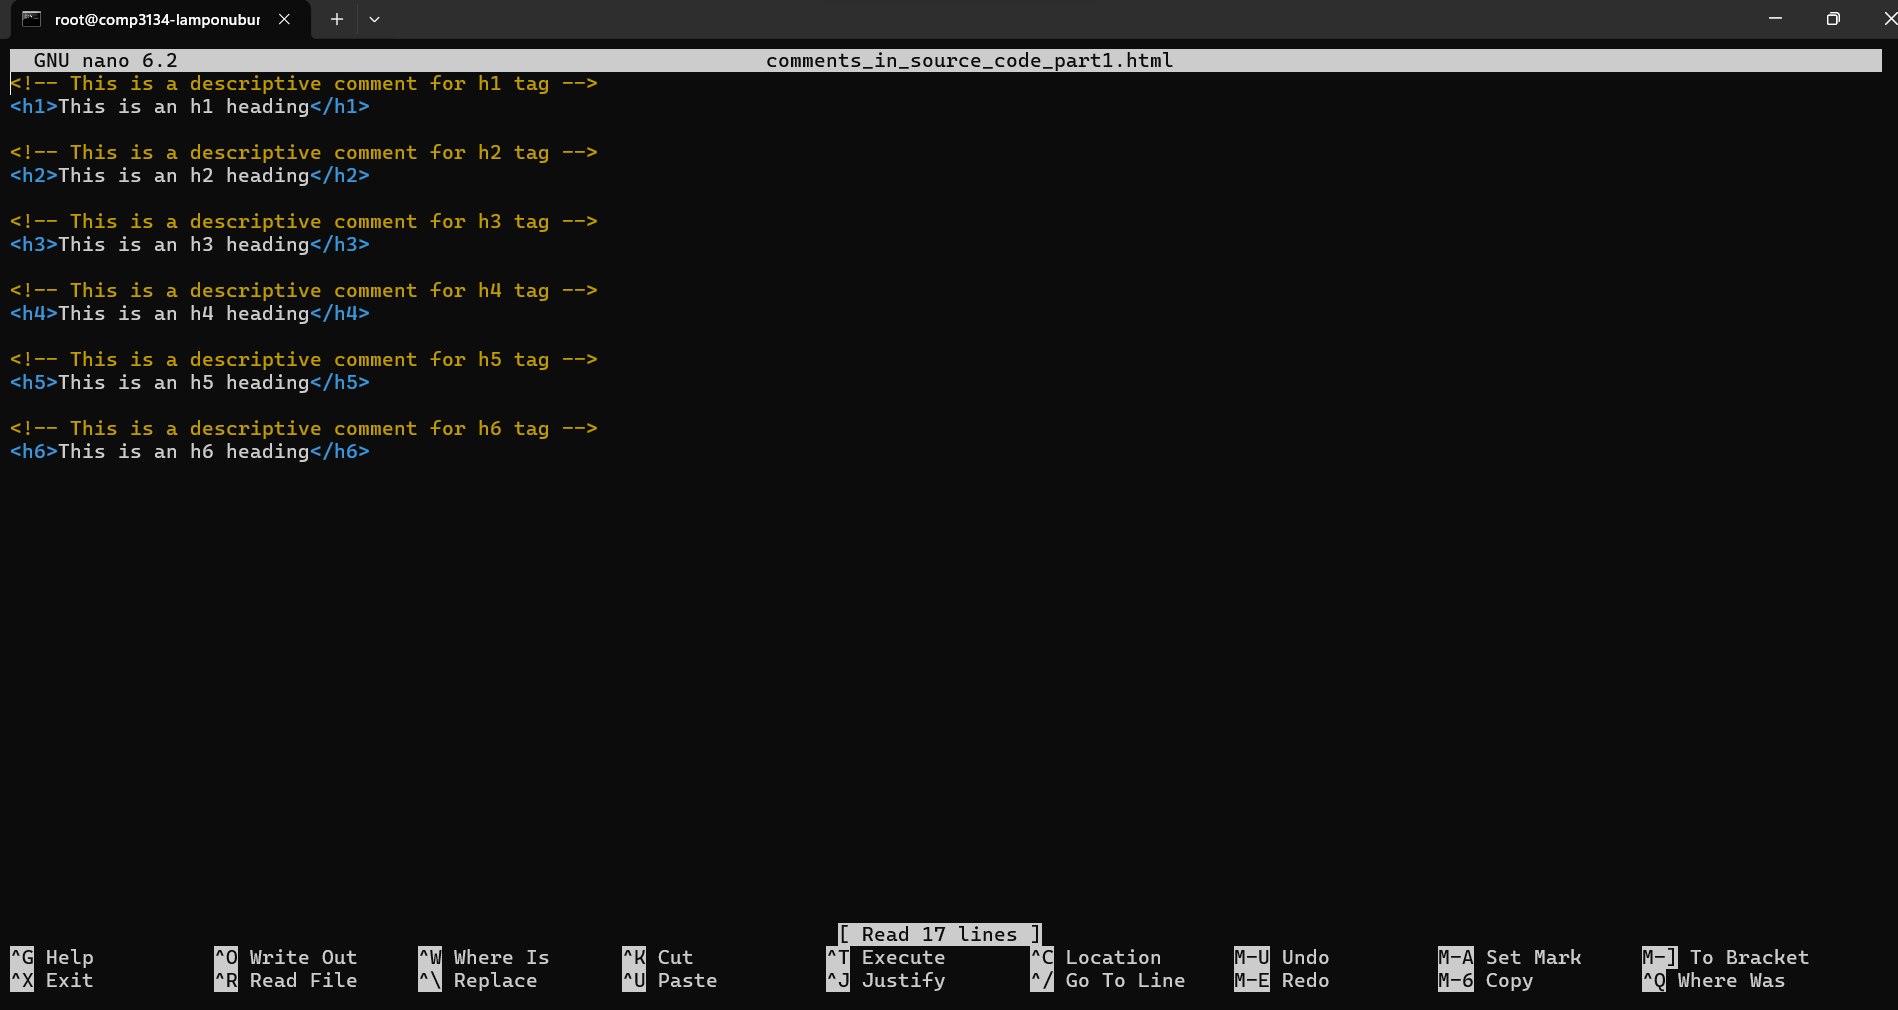 root@comp3134-lamponubur
GNU nano 6.2 comments_in_source_code_part1.html
<!-- This is a descriptive comment for h1 tag -->
<h1>This is an h1 heading</h1>
<!-- This is a descriptive comment for h2 tag -->
<h2>This is an h2 heading</h2>
<!-- This is a descriptive comment for h3 tag -->
<h3>This is an h3 heading</h3>
<!-- This is a descriptive comment for h4 tag -->
<h4>This is an h4 heading</h4>
<!-- This is a descriptive comment for h5 tag -->
<h5>This is an h5 heading</h5>
<!-- This is a descriptive comment for h6 tag -->
<h6>This is an h6 heading</h6>
[ Read 17 lines ]
^G Help ^O Write Out ^W Where Is ^K Cut ^T Execute ^C Location M-U Undo M-A Set Mark M-] To Bracket
^X Exit ^R Read File ^\ Replace ^U Paste ^J Justify ^/ Go To Line M-E Redo M-6 Copy ^Q Where Was